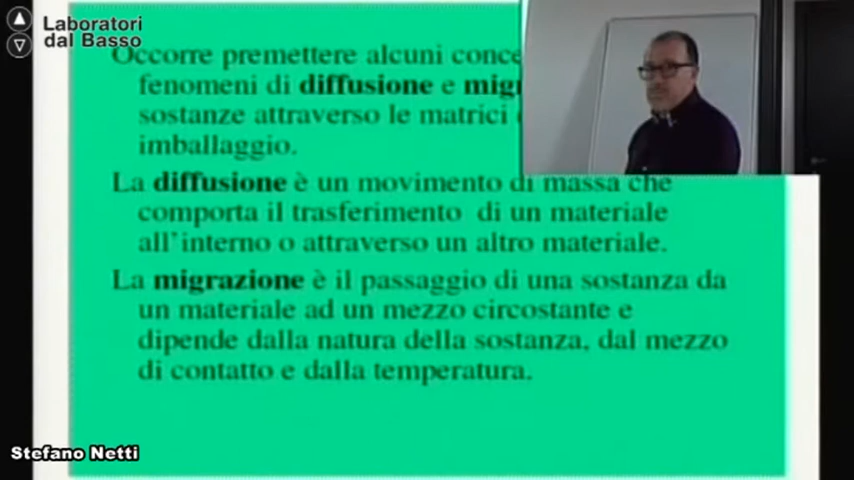 Laboratori
dal Basso
Occorre premettere alcuni
fenomeni di diffusione e
sostanze attraverso le matrici
imballaggio.
La diffusione è un movimento di massa che
comporta il trasferimento di un materiale
all'interno o attraverso un altro materiale.
La migrazione è il passaggio di una sostanza da
un materiale ad un mezzo circostante e
dipende dalla natura della sostanza, dal mezzo
di contatto e dalla temperatura.
Stefano Netti